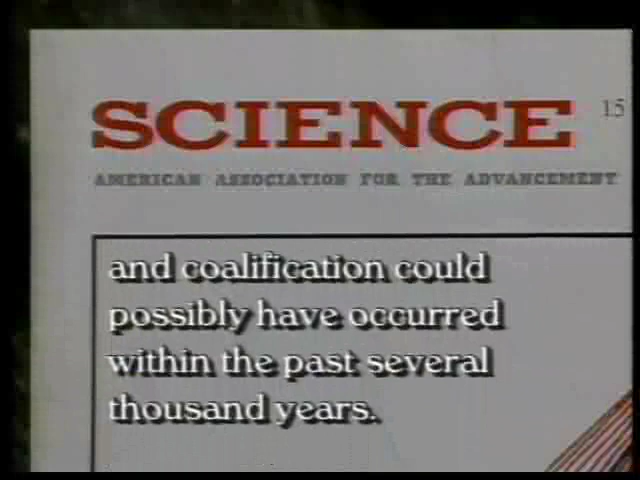 SCIENCE 15
AMERICAN ASSOCIATION FOR THE ADVANCEMENT
and coalification could
possibly have occurred
within the past several
thousand years.